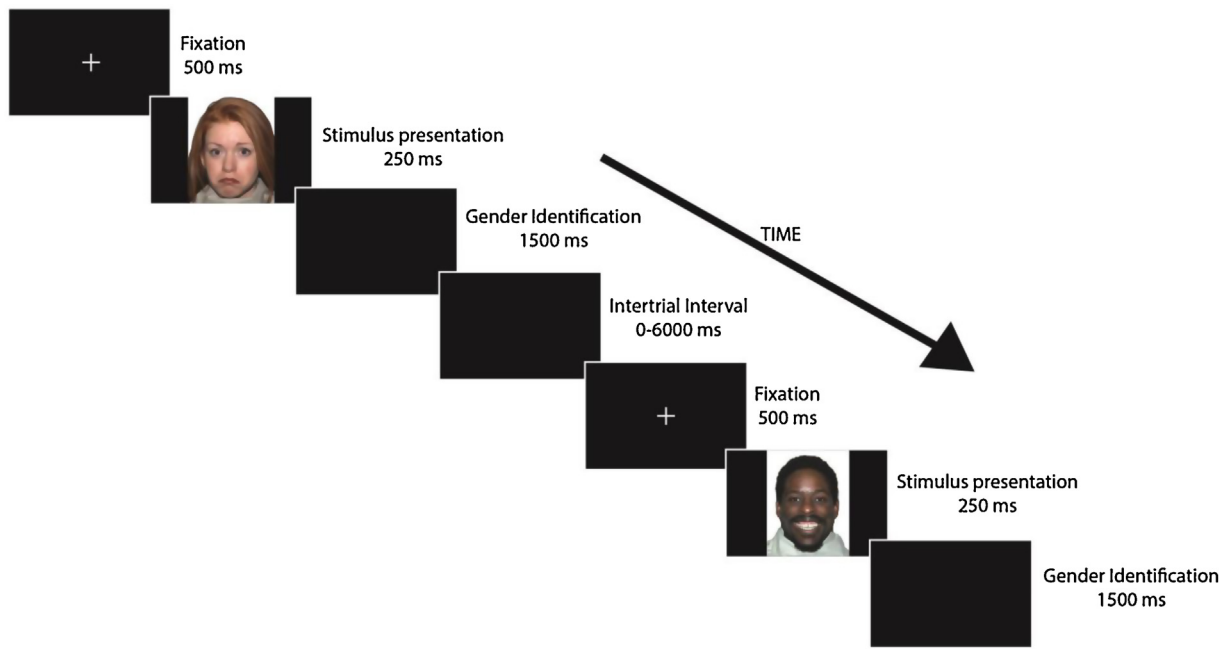 Fixation
500 ms
Stimulus presentation
250 ms
Gender Identification
1500 ms
TIME
Intertrial Interval
0-6000 ms
Fixation
500 ms
Stimulus presentation
250 ms
Gender Identification
1500 ms